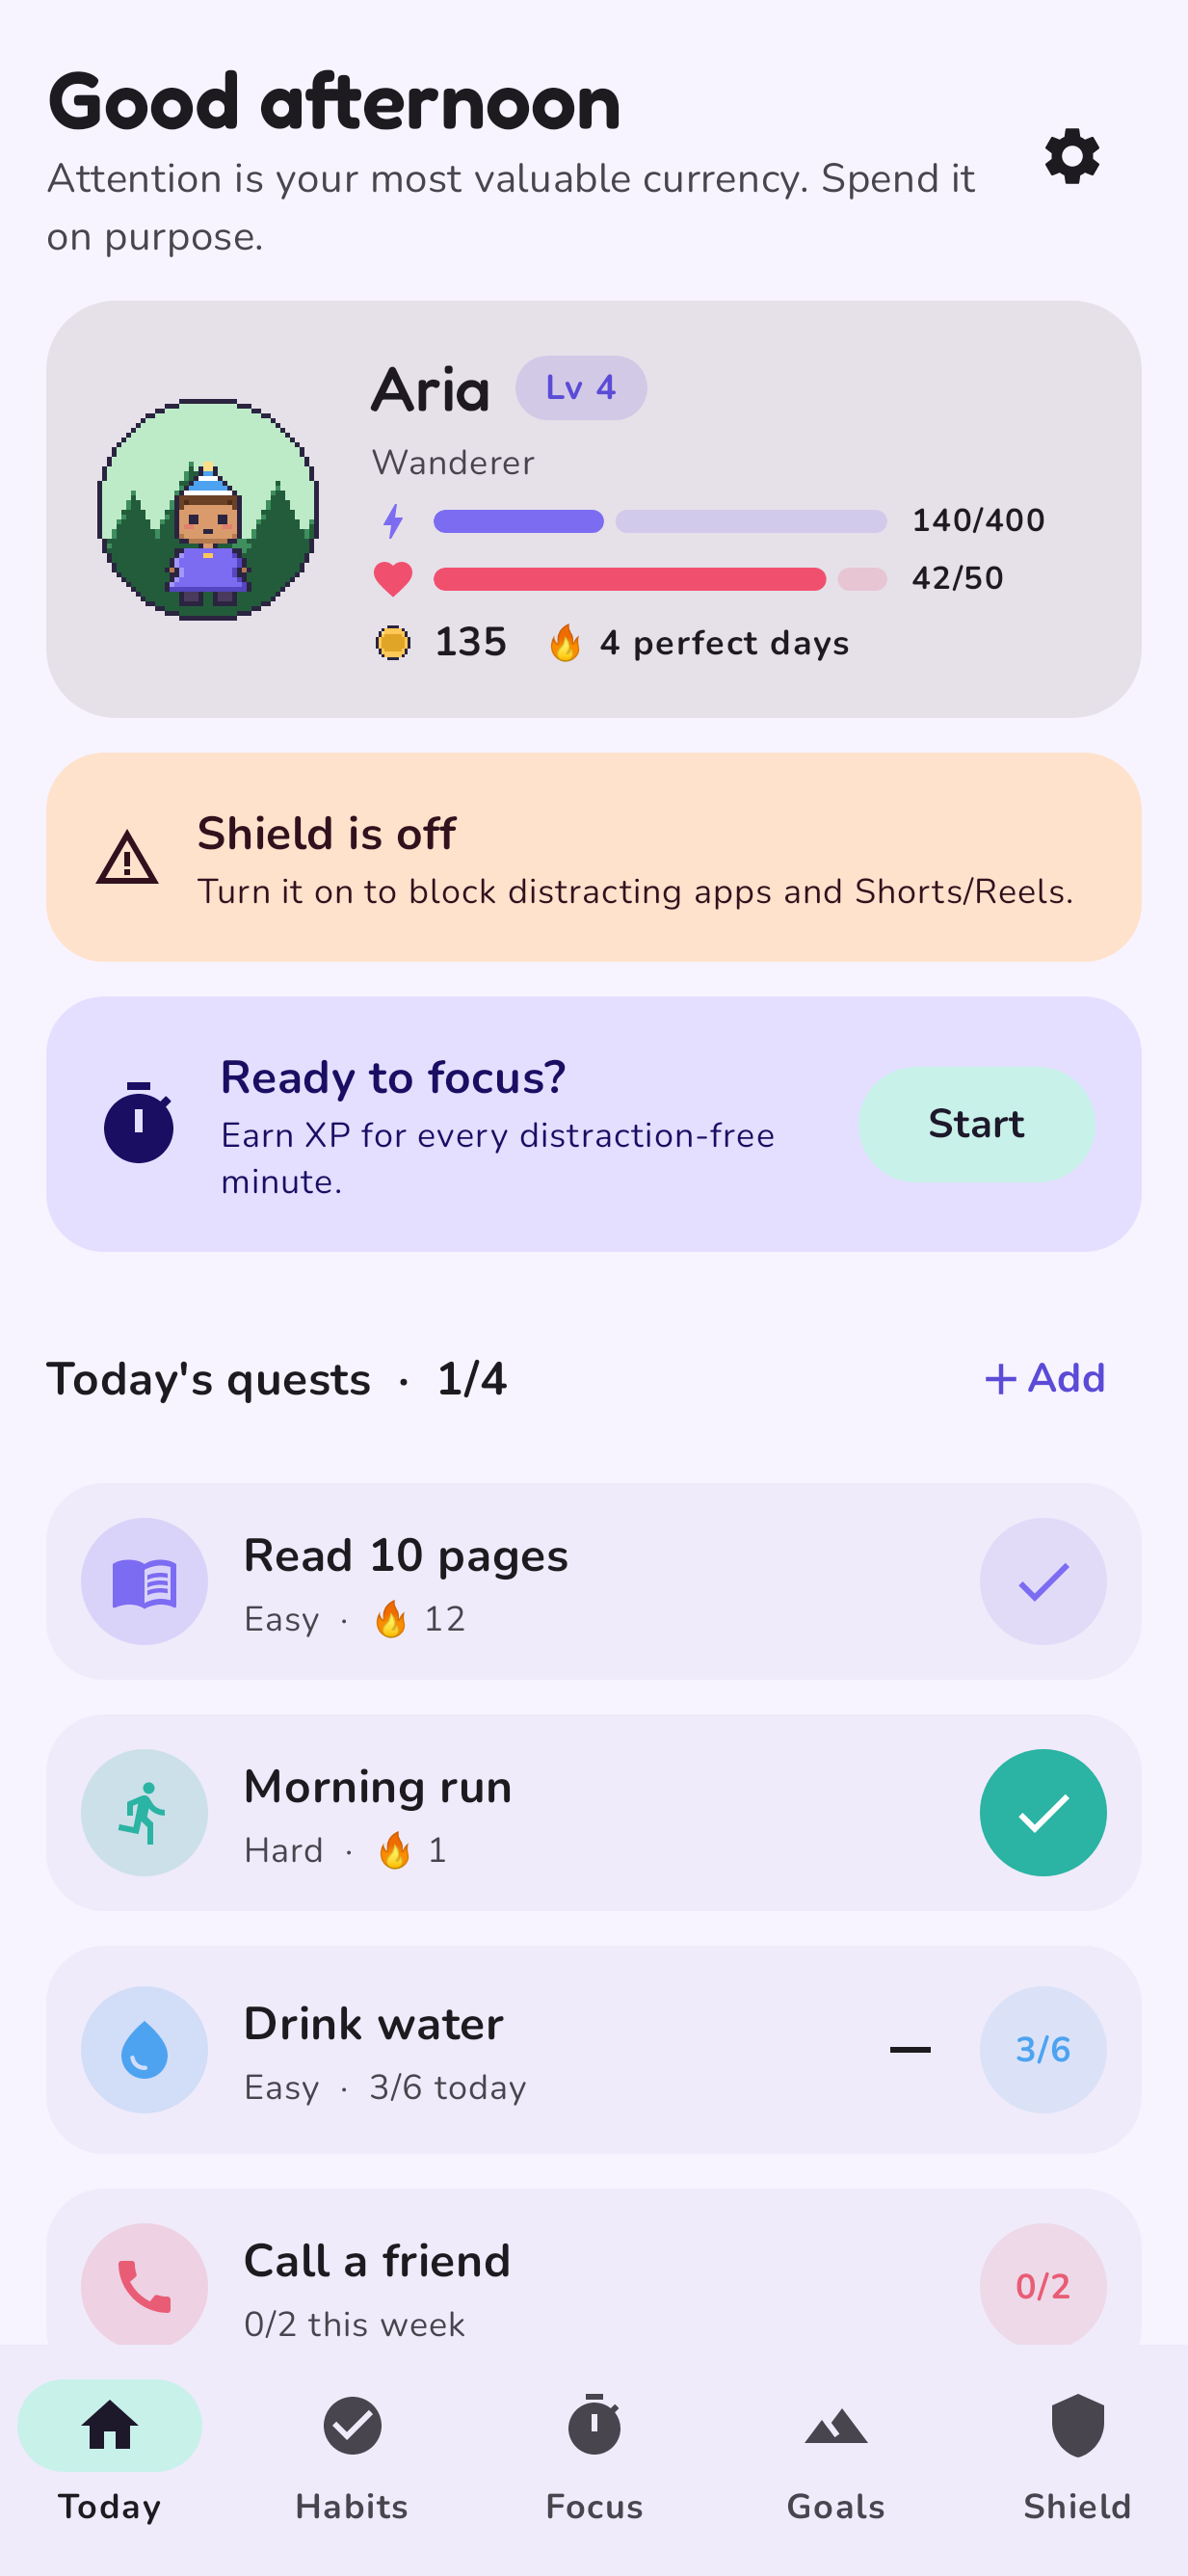 Good afternoon
Attention is your most valuable currency. Spend it
on purpose.
Aria
Lv 4
Wanderer
140/400
42/50
135
🔥 4 perfect days
Shield is off
Turn it on to block distracting apps and Shorts/Reels.
Ready to focus?
Earn XP for every distraction-free
minute.
Start
Today's quests · 1/4
+ Add
Read 10 pages
Easy · 🔥 12
Morning run
Hard · 🔥 1
Drink water
Easy · 3/6 today
3/6
Call a friend
0/2 this week
0/2
Today
Habits
Focus
Goals
Shield